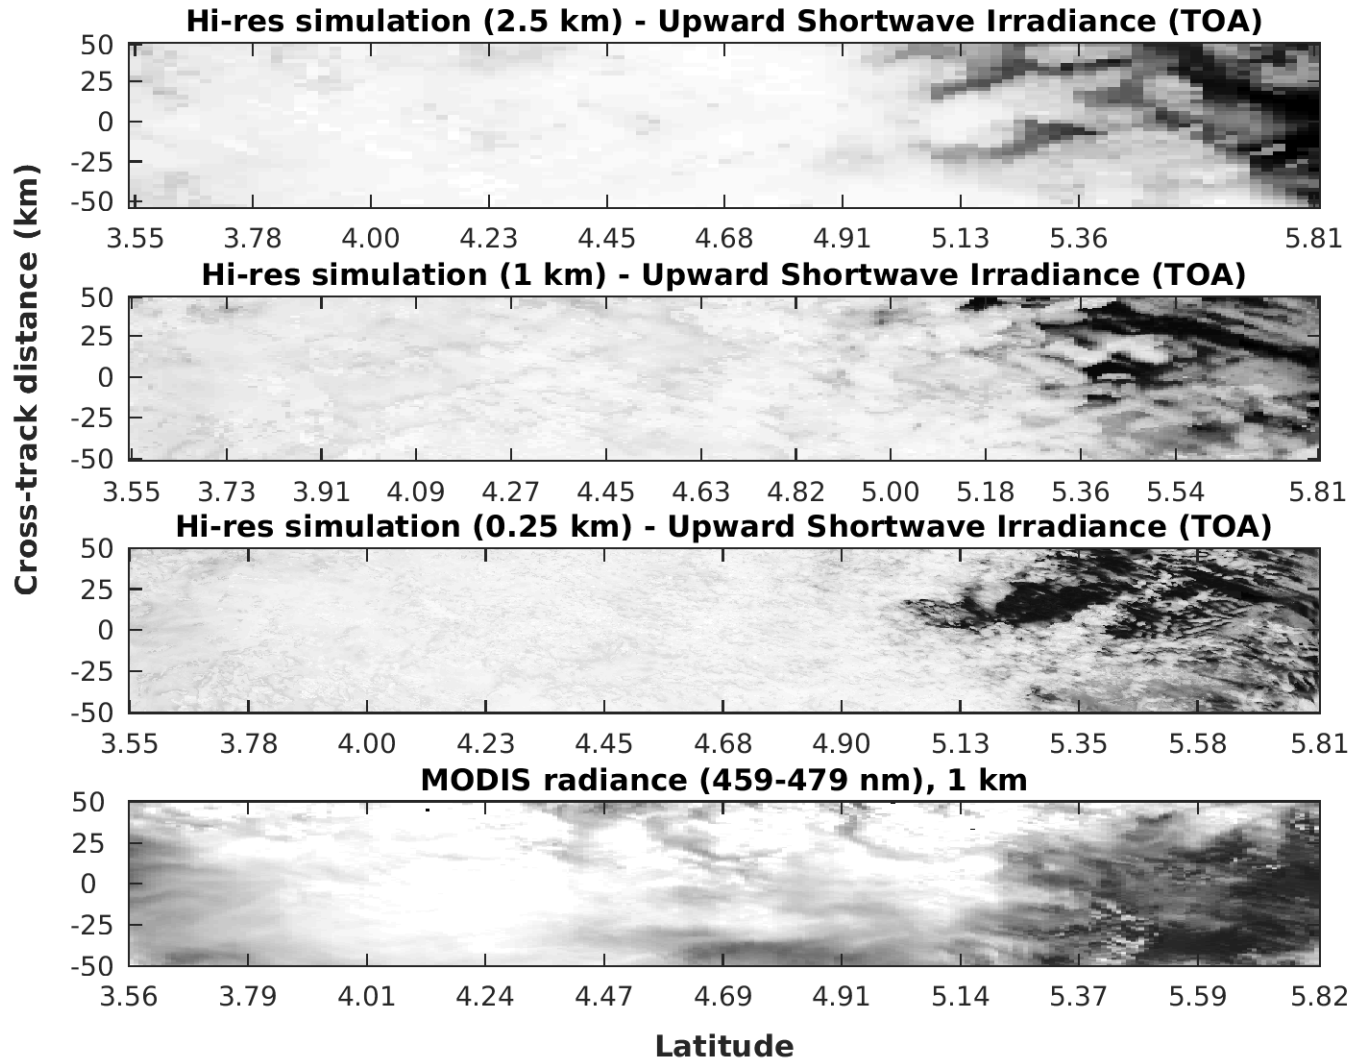 Hi-res simulation (2.5 km) - Upward Shortwave Irradiance (TOA)
50
25
0
-25
-50
3.55 3.78 4.00 4.23 4.45 4.68 4.91 5.13 5.36 5.81
Hi-res simulation (1 km) - Upward Shortwave Irradiance (TOA)
50
25
0
-25
-50
3.55 3.73 3.91 4.09 4.27 4.45 4.63 4.82 5.00 5.18 5.36 5.54 5.81
Hi-res simulation (0.25 km) - Upward Shortwave Irradiance (TOA)
50
25
0
-25
-50
3.55 3.78 4.00 4.23 4.45 4.68 4.90 5.13 5.35 5.58 5.81
MODIS radiance (459-479 nm), 1 km
50
25
0
-25
-50
3.56 3.79 4.01 4.24 4.47 4.69 4.91 5.14 5.37 5.59 5.82
Cross-track distance (km)
Latitude